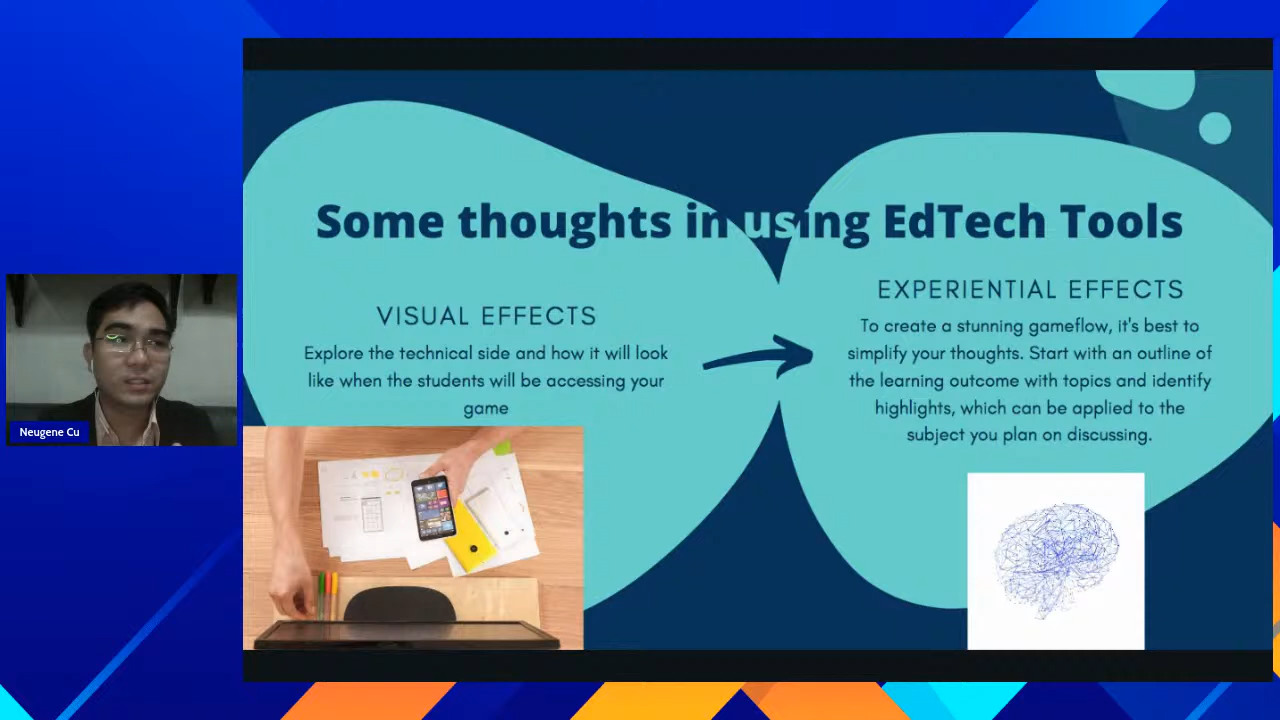 Some thoughts in using EdTech Tools
VISUAL EFFECTS
Explore the technical side and how it will look
like when the students will be accessing your
game
EXPERIENTIAL EFFECTS
To create a stunning gameflow, it's best to
simplify your thoughts. Start with an outline of
the learning outcome with topics and identify
highlights, which can be applied to the
subject you plan on discussing.
Neugene Cu